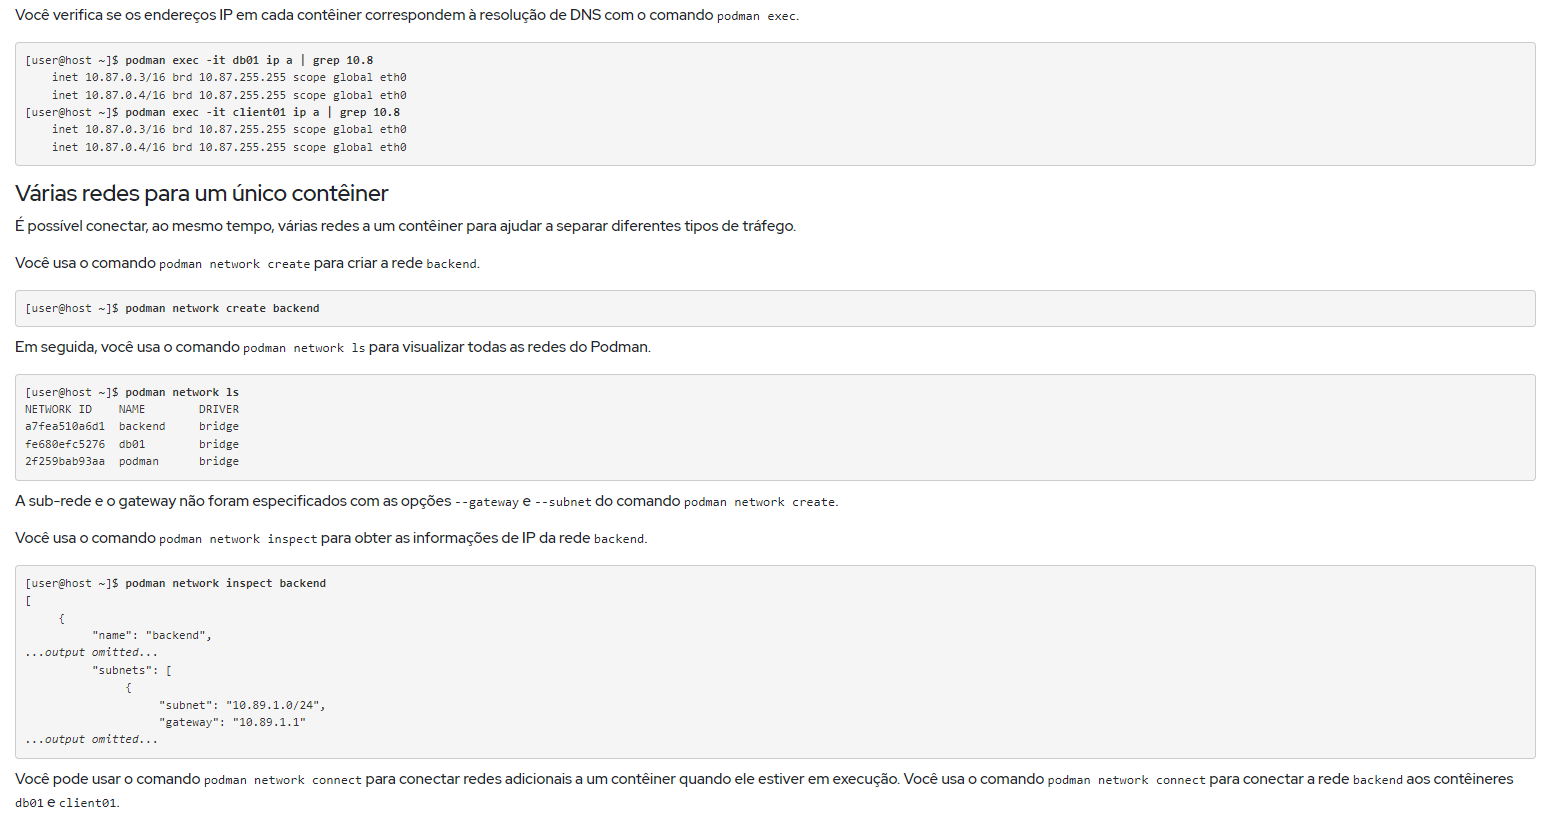 Você verifica se os endereços IP em cada contêiner correspondem à resolução de DNS com o comando podman exec.
[user@host ~]$ podman exec -it db01 ip a | grep 10.8
    inet 10.87.0.3/16 brd 10.87.255.255 scope global eth0
    inet 10.87.0.4/16 brd 10.87.255.255 scope global eth0
[user@host ~]$ podman exec -it client01 ip a | grep 10.8
    inet 10.87.0.3/16 brd 10.87.255.255 scope global eth0
    inet 10.87.0.4/16 brd 10.87.255.255 scope global eth0
Várias redes para um único contêiner
É possível conectar, ao mesmo tempo, várias redes a um contêiner para ajudar a separar diferentes tipos de tráfego.
Você usa o comando podman network create para criar a rede backend.
[user@host ~]$ podman network create backend
Em seguida, você usa o comando podman network ls para visualizar todas as redes do Podman.
[user@host ~]$ podman network ls
NETWORK ID    NAME        DRIVER
a7fea510a6d1  backend     bridge
fe680efc5276  db01        bridge
2f259bab93aa  podman      bridge
A sub-rede e o gateway não foram especificados com as opções --gateway e --subnet do comando podman network create.
Você usa o comando podman network inspect para obter as informações de IP da rede backend.
[user@host ~]$ podman network inspect backend
[
     {
          "name": "backend",
...output omitted...
          "subnets": [
               {
                    "subnet": "10.89.1.0/24",
                    "gateway": "10.89.1.1"
...output omitted...
Você pode usar o comando podman network connect para conectar redes adicionais a um contêiner quando ele estiver em execução. Você usa o comando podman network connect para conectar a rede backend aos contêineres
db01 e client01.